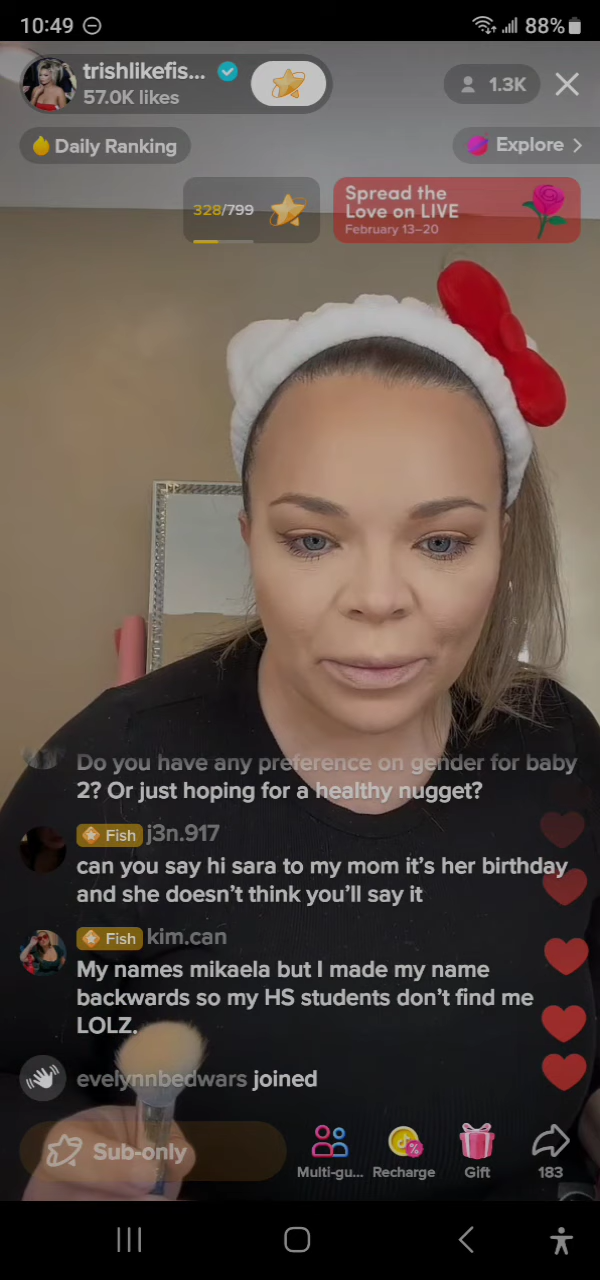 10:49
88%
trishlikefis...
57.0K likes
1.3K
Daily Ranking
Explore
328/799
Spread the
Love on LIVE
February 13–20
Do you have any preference on gender for baby
2? Or just hoping for a healthy nugget?
Fish j3n.917
can you say hi sara to my mom it's her birthday
and she doesn't think you'll say it
Fish kim.can
My names mikaela but I made my name
backwards so my HS students don't find me
LOLZ.
evelynnbedwars joined
Sub-only
Multi-gu...
Recharge
Gift
183